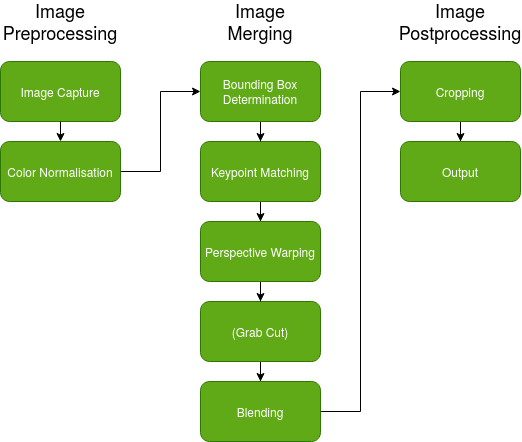 Image
Preprocessing
Image Capture
Color Normalisation
Image
Merging
Bounding Box
Determination
Keypoint Matching
Perspective Warping
(Grab Cut)
Blending
Image
Postprocessing
Cropping
Output